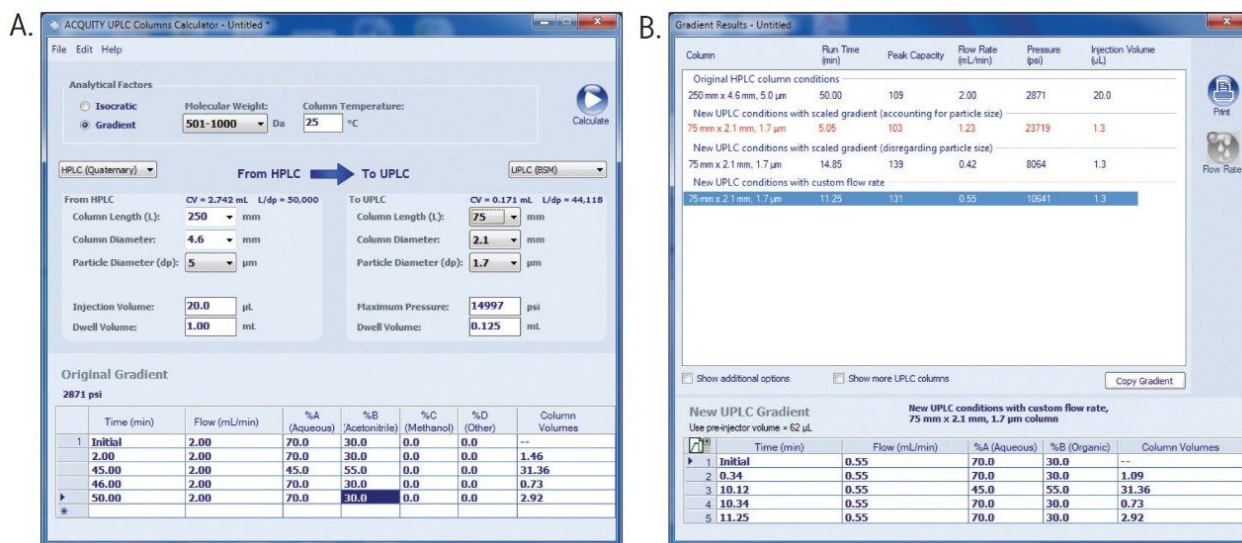 A.
ACQUITY UPLC Columns Calculator - Untitled *
File Edit Help
Analytical Factors
Isocratic
Gradient
Molecular Weight:
501-1000 Da
Column Temperature:
25 °C
Calculate
HPLC (Quaternary)
From HPLC To UPLC
UPLC (BSM)
From HPLC CV = 2.742 mL L/dp = 50,000
Column Length (L): 250 mm
Column Diameter: 4.6 mm
Particle Diameter (dp): 5 µm
Injection Volume: 20.0 µL
Dwell Volume: 1.00 mL
To UPLC CV = 0.171 mL L/dp = 44,118
Column Length (L): 75 mm
Column Diameter: 2.1 mm
Particle Diameter (dp): 1.7 µm
Maximum Pressure: 14997 psi
Dwell Volume: 0.125 mL
Original Gradient
2871 psi
Time (min) Flow (mL/min) %A (Aqueous) %B (Acetonitrile) %C (Methanol) %D (Other) Column Volumes
1 Initial 2.00 70.0 30.0 0.0 0.0 --
2.00 2.00 70.0 30.0 0.0 0.0 1.46
45.00 2.00 45.0 55.0 0.0 0.0 31.36
46.00 2.00 70.0 30.0 0.0 0.0 0.73
50.00 2.00 70.0 30.0 0.0 0.0 2.92
B.
Gradient Results - Untitled
Column Run Time (min) Peak Capacity Flow Rate (mL/min) Pressure (psi) Injection Volume (µL)
Original HPLC column conditions
250 mm x 4.6 mm, 5.0 µm 50.00 109 2.00 2871 20.0
New UPLC conditions with scaled gradient (accounting for particle size)
75 mm x 2.1 mm, 1.7 µm 5.05 103 1.23 23719 1.3
New UPLC conditions with scaled gradient (disregarding particle size)
75 mm x 2.1 mm, 1.7 µm 14.85 139 0.42 8064 1.3
New UPLC conditions with custom flow rate
75 mm x 2.1 mm, 1.7 µm 11.25 131 0.55 10641 1.3
Print
Flow Rate
Show additional options
Show more UPLC columns
Copy Gradient
New UPLC Gradient
Use pre-injector volume = 62 µL
New UPLC conditions with custom flow rate,
75 mm x 2.1 mm, 1.7 µm column
Time (min) Flow (mL/min) %A (Aqueous) %B (Organic) Column Volumes
1 Initial 0.55 70.0 30.0 --
2 0.34 0.55 70.0 30.0 1.09
3 10.12 0.55 45.0 55.0 31.36
4 10.34 0.55 70.0 30.0 0.73
5 11.25 0.55 70.0 30.0 2.92